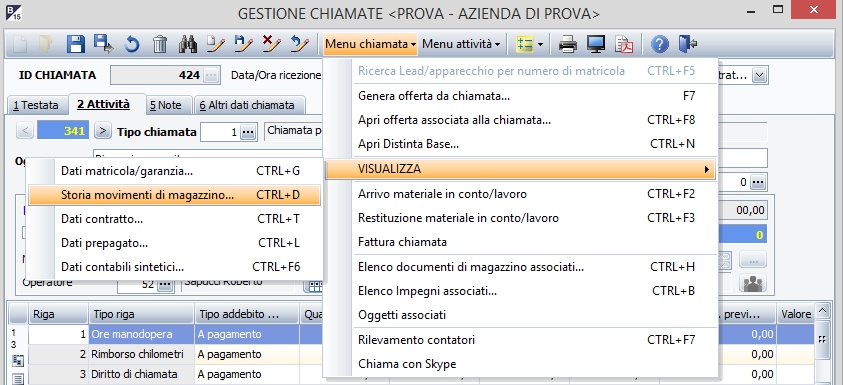 B
15
GESTIONE CHIAMATE <PROVA - AZIENDA DI PROVA>
Menu chiamata
Menu attività
ID CHIAMATA
424
Data/Ora ricezione
1 Testata
2 Attività
5 Note
6 Altri dati chiamata
341
Tipo chiamata
1
Chiamata p
Ricerca Lead/apparecchio per numero di matricola CTRL+F5
Genera offerta da chiamata... F7
Apri offerta associata alla chiamata... CTRL+F8
Apri Distinta Base... CTRL+N
VISUALIZZA
Arrivo materiale in conto/lavoro CTRL+F2
Restituzione materiale in conto/lavoro CTRL+F3
Fattura chiamata
Elenco documenti di magazzino associati... CTRL+H
Elenco Impegni associati... CTRL+B
Oggetti associati
Rilevamento contatori CTRL+F7
Chiama con Skype
Dati matricola/garanzia... CTRL+G
Storia movimenti di magazzino... CTRL+D
Dati contratto... CTRL+T
Dati prepagato... CTRL+L
Dati contabili sintetici... CTRL+F6
0
00,00
0
Operatore
52
Sapucci Roberto
Riga Tipo riga Tipo addebito ... Qua . previ... Valore
1 Ore manodopera A pagamento 0,00
2 Rimborso chilometri A pagamento 0,00
3 Diritto di chiamata A pagamento 0,00
1
3